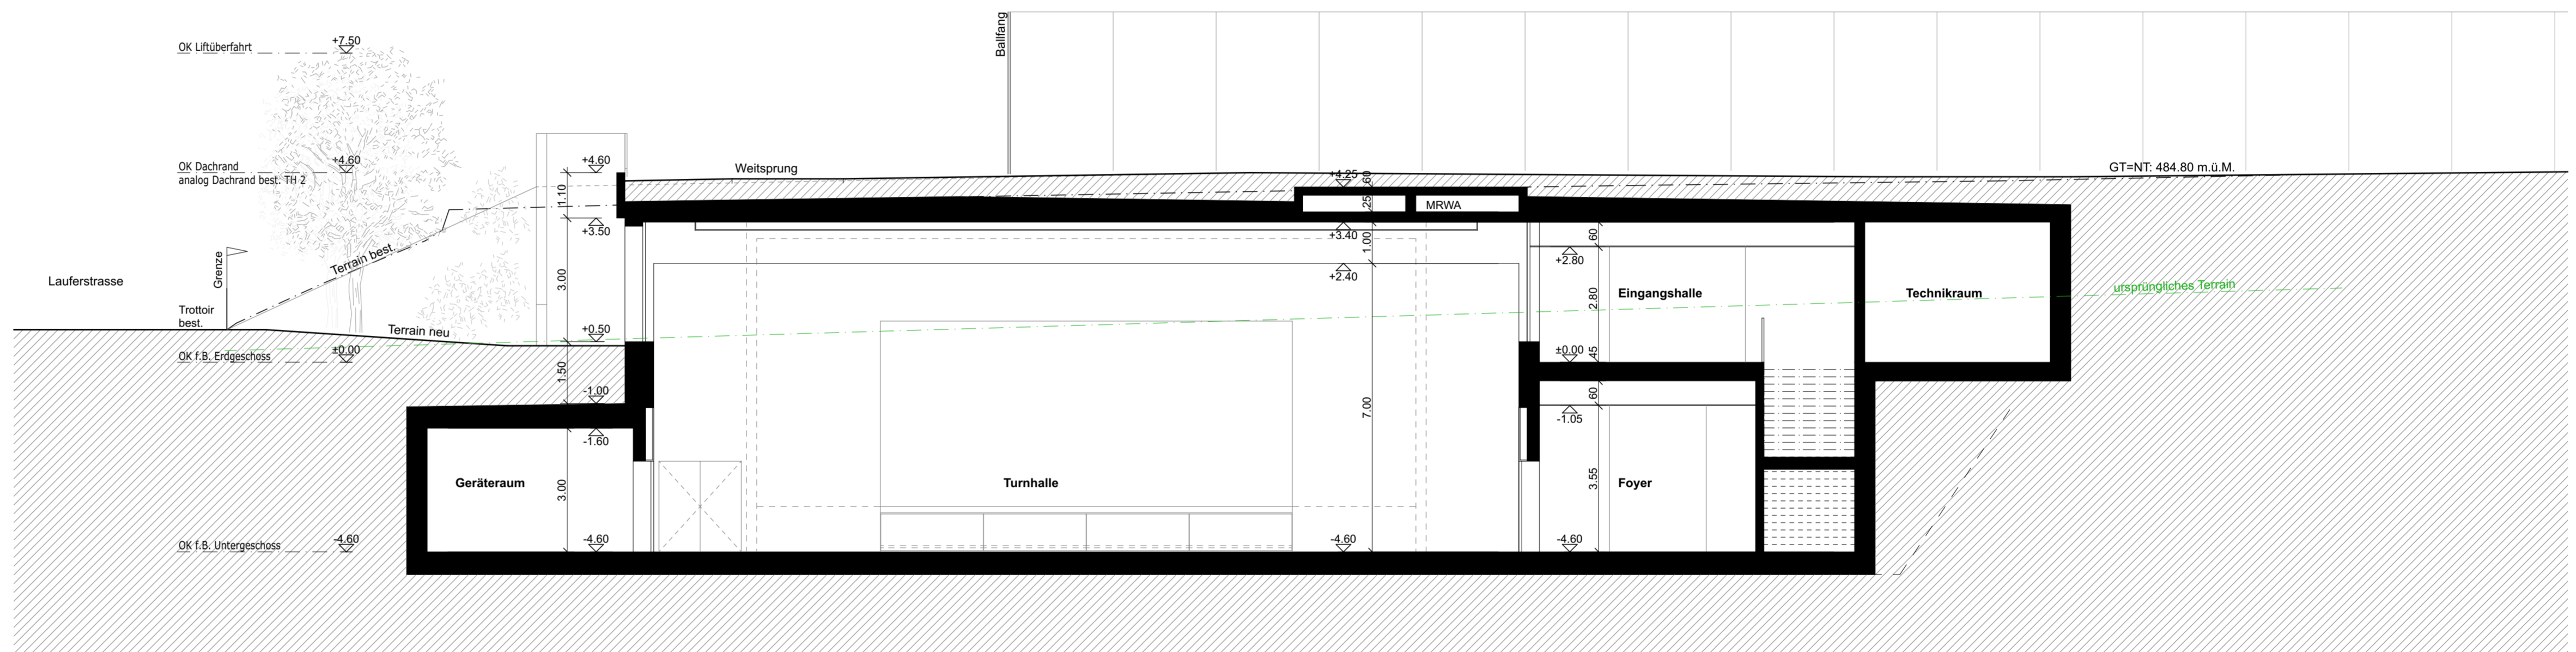 Ballfang
OK Liftüberfahrt
+7.50
OK Dachrand
+4.60
analog Dachrand best. TH 2
+4.60
1.10
+3.50
Weitsprung
+4.25
60
25
MRWA
GT=NT: 484.80 m.ü.M.
+3.40
1.00
+2.40
60
+2.80
Grenze
Terrain best.
3.00
Lauferstrasse
Eingangshalle
2.80
Technikraum
ursprüngliches Terrain
Trottoir
best.
Terrain neu
+0.50
OK f.B. Erdgeschoss
±0.00
±0.00
45
1.50
-1.00
60
-1.05
7.00
-1.60
Geräteraum
3.00
Turnhalle
Foyer
3.55
OK f.B. Untergeschoss
-4.60
-4.60
-4.60
-4.60